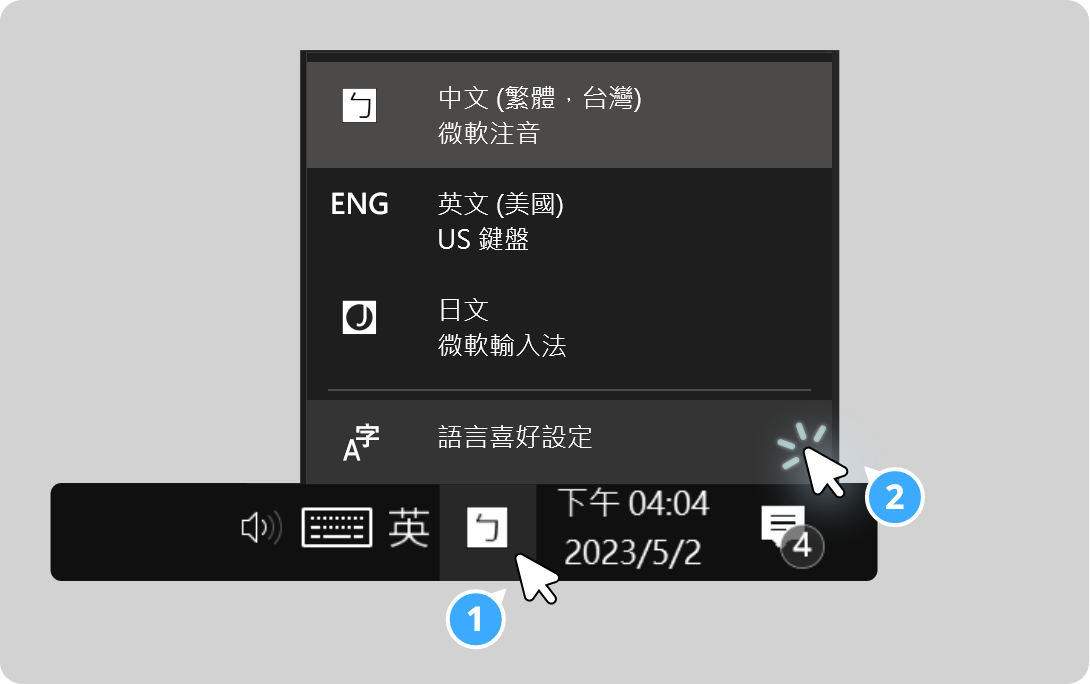 ㄅ
中文 (繁體，台灣)
微軟注音
ENG
英文 (美國)
US 鍵盤
J
日文
微軟輸入法
A字
語言喜好設定
2
英
ㄅ
下午 04:04
2023/5/2
4
1